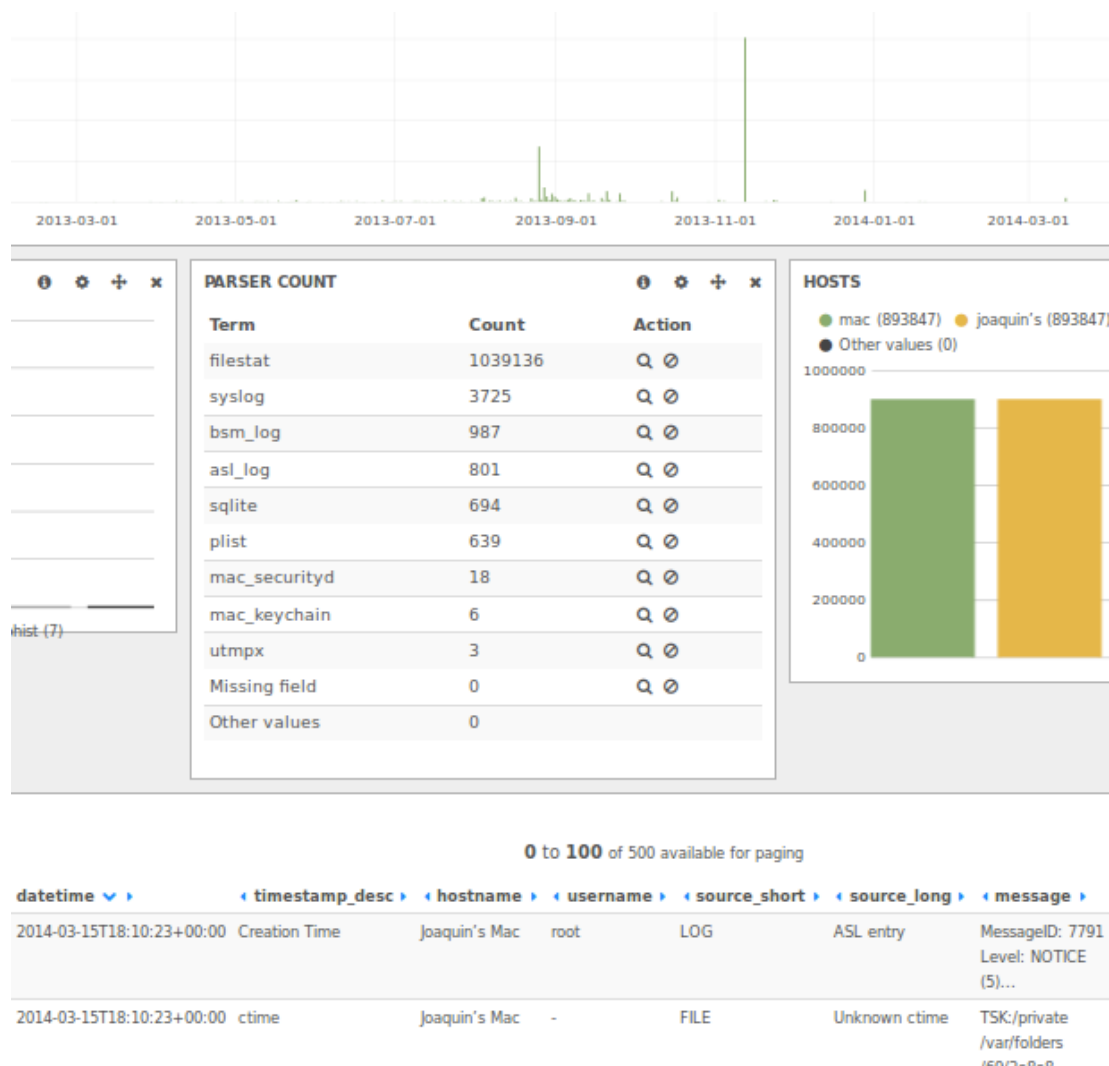 2013-03-01 2013-05-01 2013-07-01 2013-09-01 2013-11-01 2014-01-01 2014-03-01
hist (7)
PARSER COUNT
Term Count Action
filestat 1039136
syslog 3725
bsm_log 987
asl_log 801
sqlite 694
plist 639
mac_securityd 18
mac_keychain 6
utmpx 3
Missing field 0
Other values 0
HOSTS
mac (893847) joaquin's (893847)
Other values (0)
1000000
800000
600000
400000
200000
0
0 to 100 of 500 available for paging
datetime timestamp_desc hostname username source_short source_long message
2014-03-15T18:10:23+00:00 Creation Time Joaquin's Mac root LOG ASL entry MessageID: 7791
Level: NOTICE
(5)...
2014-03-15T18:10:23+00:00 ctime Joaquin's Mac - FILE Unknown ctime TSK:/private
/var/folders